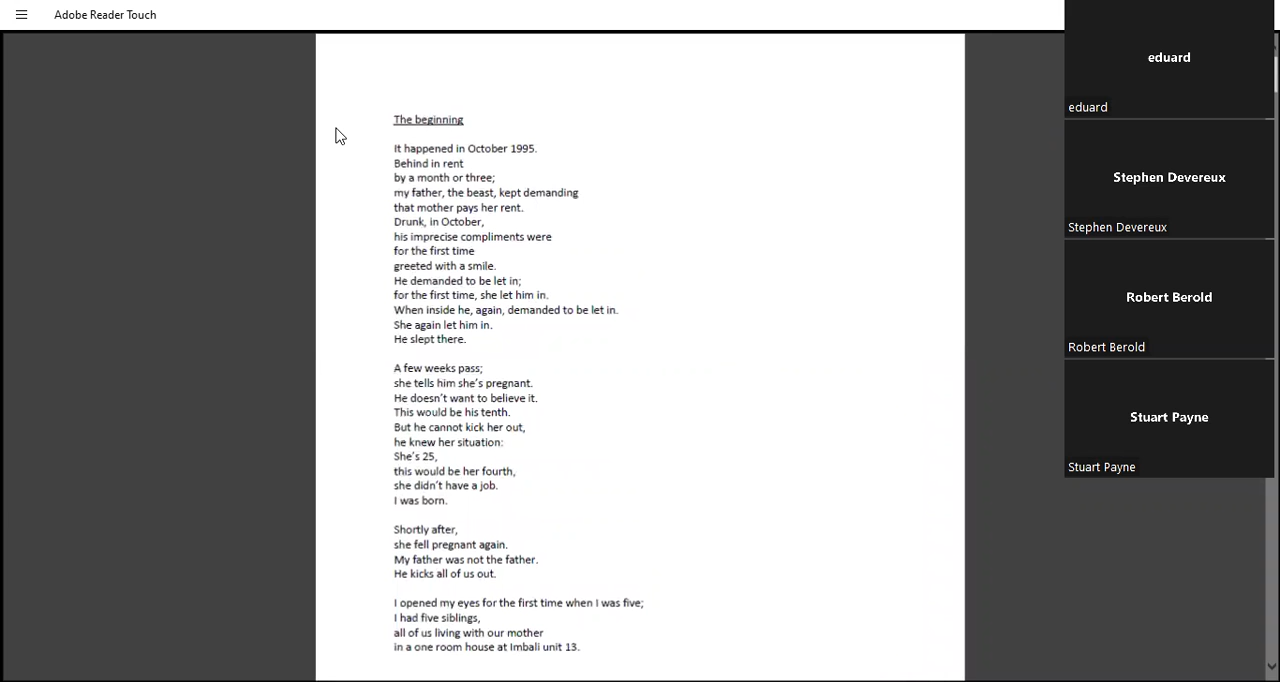 Adobe Reader Touch
The beginning
It happened in October 1995.
Behind in rent
by a month or three;
my father, the beast, kept demanding
that mother pays her rent.
Drunk, in October,
his imprecise compliments were
for the first time
greeted with a smile.
He demanded to be let in;
for the first time, she let him in.
When inside he, again, demanded to be let in.
She again let him in.
He slept there.
A few weeks pass;
she tells him she's pregnant.
He doesn't want to believe it.
This would be his tenth.
But he cannot kick her out,
he knew her situation:
She's 25,
this would be her fourth,
she didn't have a job.
I was born.
Shortly after,
she fell pregnant again.
My father was not the father.
He kicks all of us out.
I opened my eyes for the first time when I was five;
I had five siblings,
all of us living with our mother
in a one room house at Imbali unit 13.
eduard
eduard
Stephen Devereux
Stephen Devereux
Robert Berold
Robert Berold
Stuart Payne
Stuart Payne